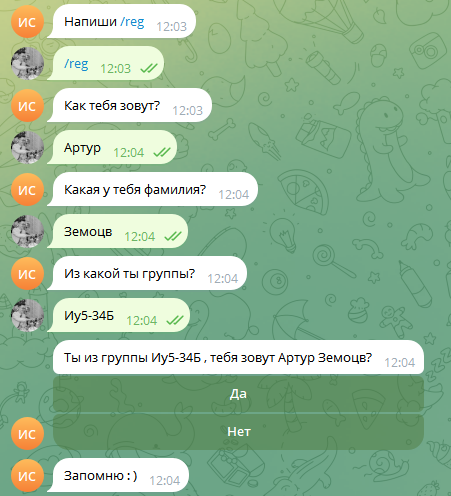 ИС Напиши /reg 12:03
/reg 12:03
ИС Как тебя зовут? 12:03
Артур 12:04
ИС Какая у тебя фамилия? 12:04
Земоцв 12:04
ИС Из какой ты группы? 12:04
Иу5-34Б 12:04
Ты из группы Иу5-34Б , тебя зовут Артур Земоцв? 12:04
Да
ИС Нет
ИС Запомню : ) 12:04